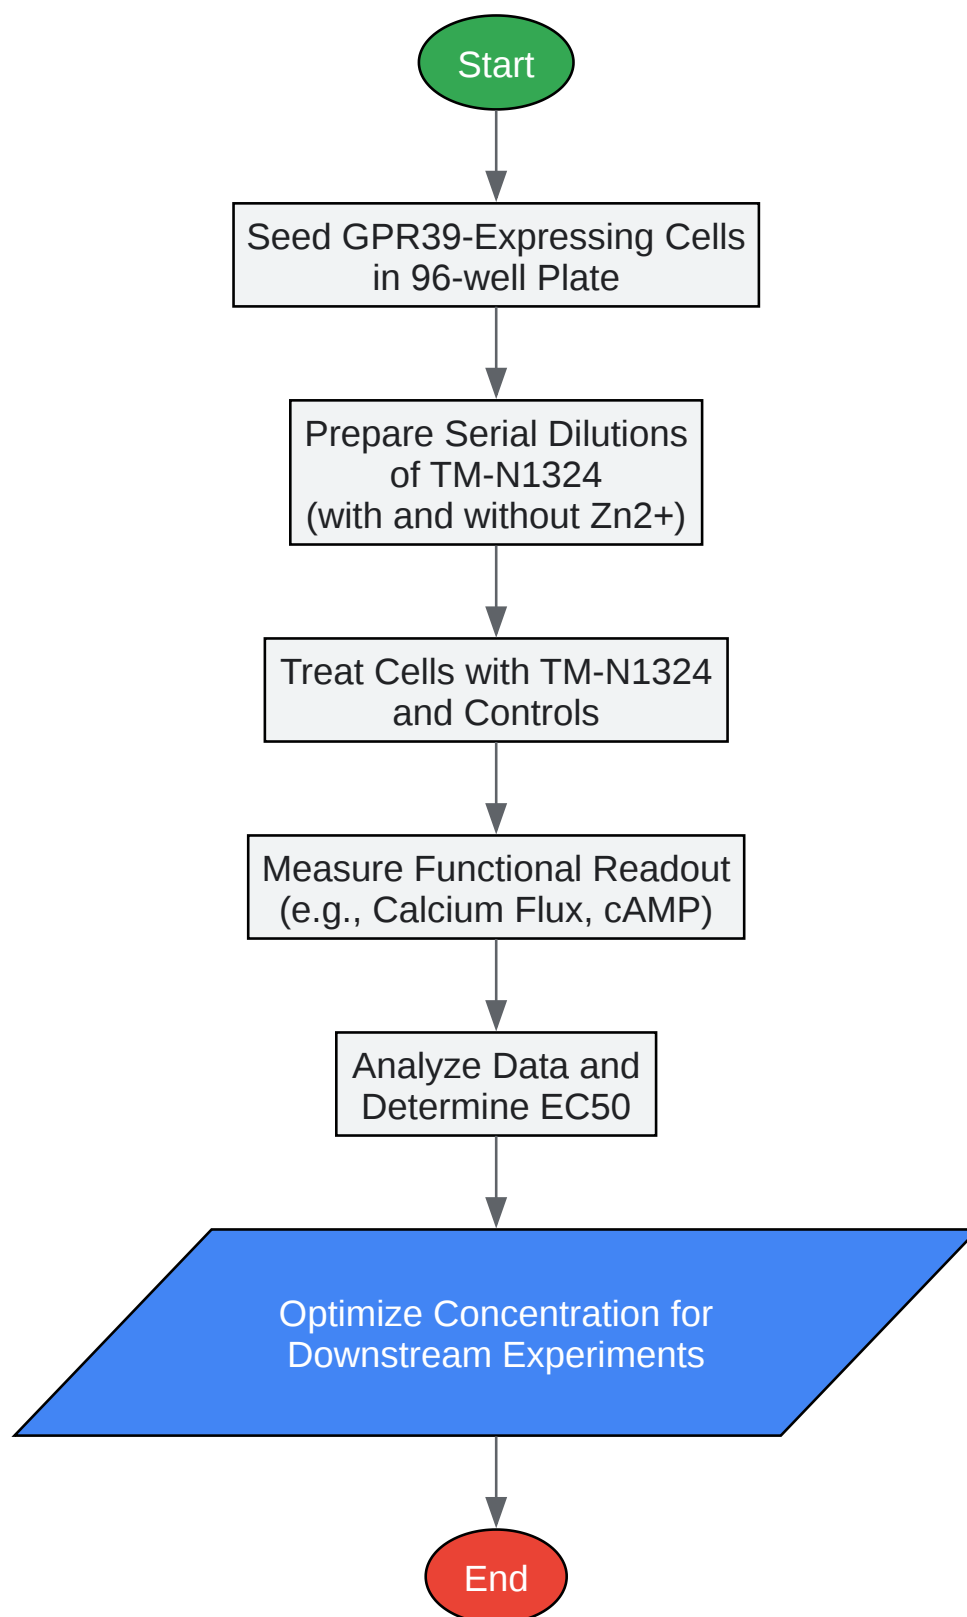 Start
Seed GPR39-Expressing Cells
in 96-well Plate
Prepare Serial Dilutions
of TM-N1324
(with and without Zn2+)
Treat Cells with TM-N1324
and Controls
Measure Functional Readout
(e.g., Calcium Flux, cAMP)
Analyze Data and
Determine EC50
Optimize Concentration for
Downstream Experiments
End